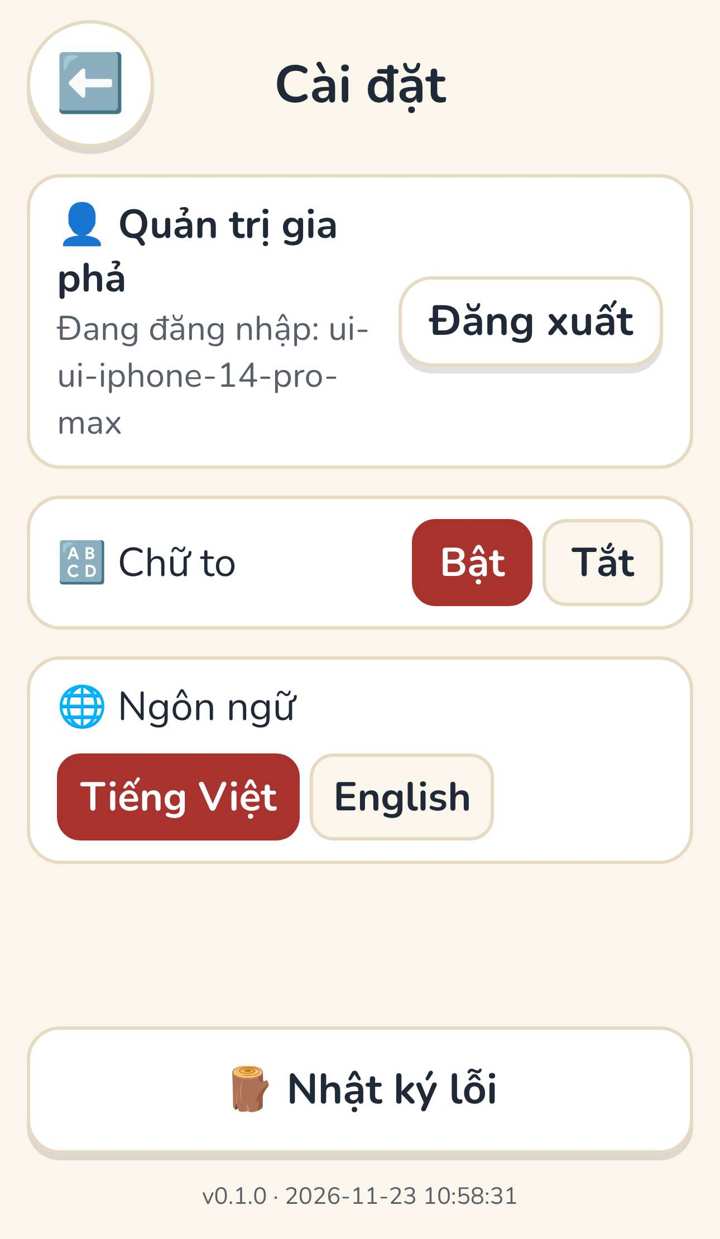 Cài đặt
Quản trị gia
phả
Đang đăng nhập: ui-
ui-iphone-14-pro-
max
Đăng xuất
Chữ to
Bật
Tắt
Ngôn ngữ
Tiếng Việt
English
Nhật ký lỗi
v0.1.0 · 2026-11-23 10:58:31